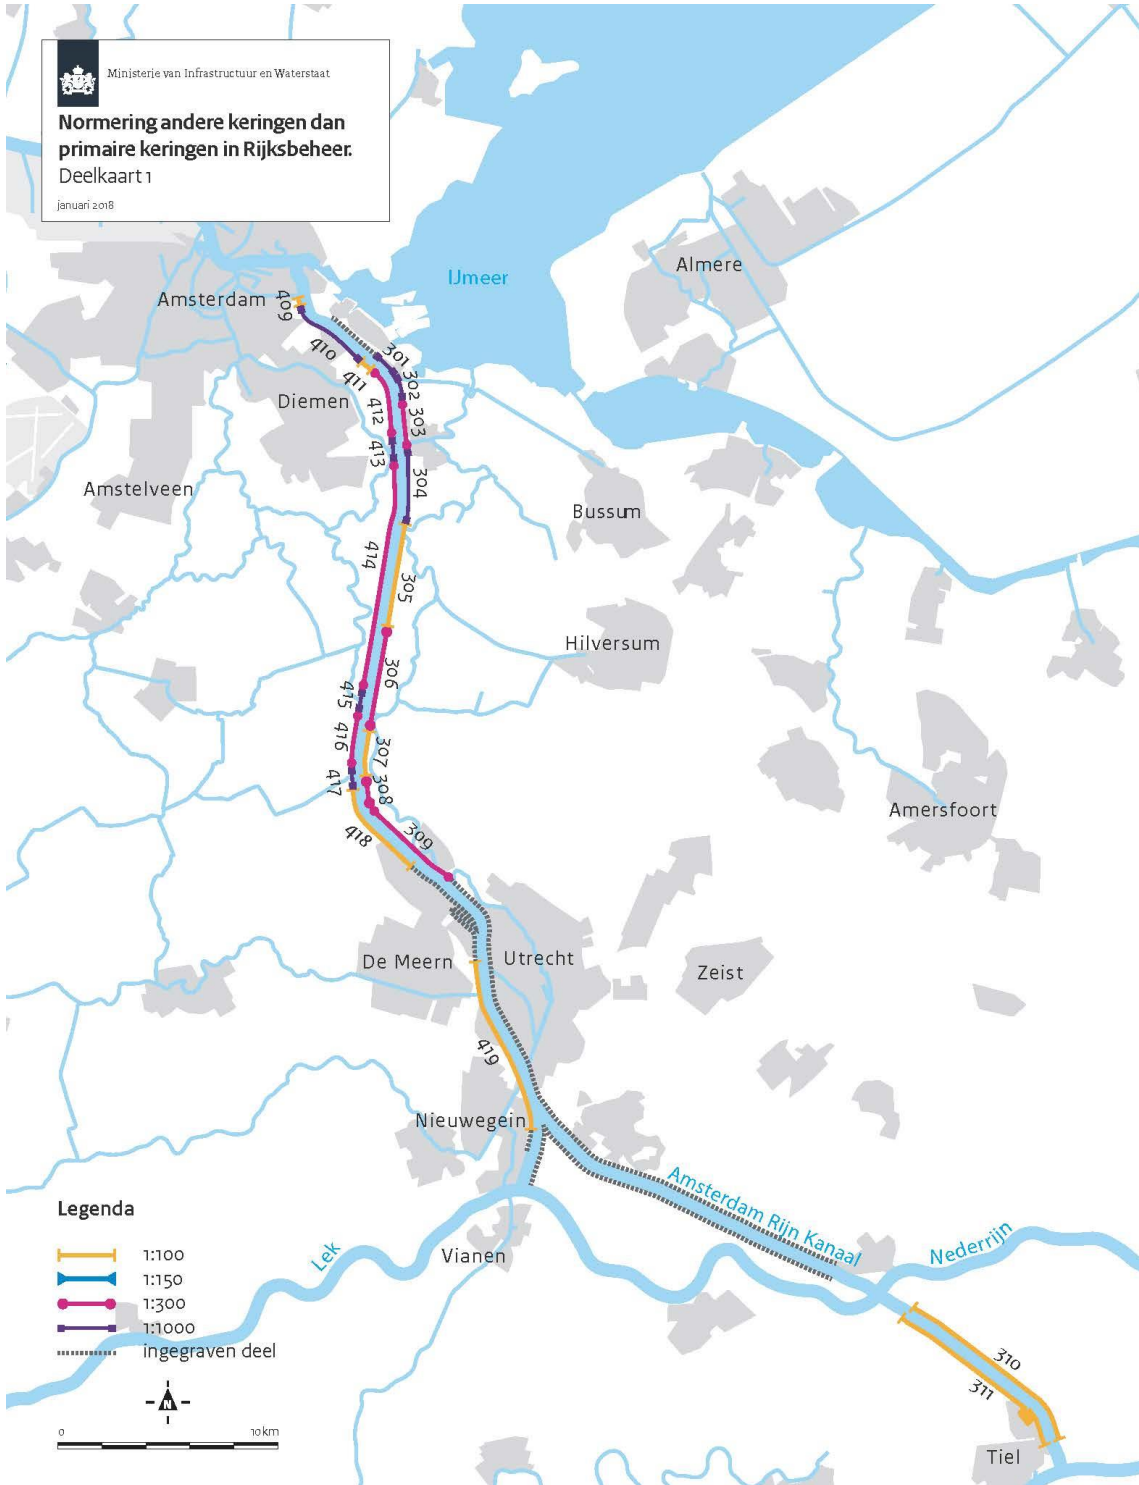 Ministerie van Infrastructuur en Waterstaat
Normering andere keringen dan
primaire keringen in Rijksbeheer.
Deelkaart 1
januari 2018
IJmeer
Almere
Amsterdam
409
410
301
411
302
Diemen
412
303
413
304
Amstelveen
Bussum
414
305
Hilversum
306
415
416
307
417
308
418
309
Amersfoort
De Meern
Utrecht
Zeist
419
Nieuwegein
Amsterdam Rijn Kanaal
Nederrijn
Lek
Vianen
310
311
Tiel
Legenda
1:100
1:150
1:300
1:1000
ingegraven deel
N
0 10km